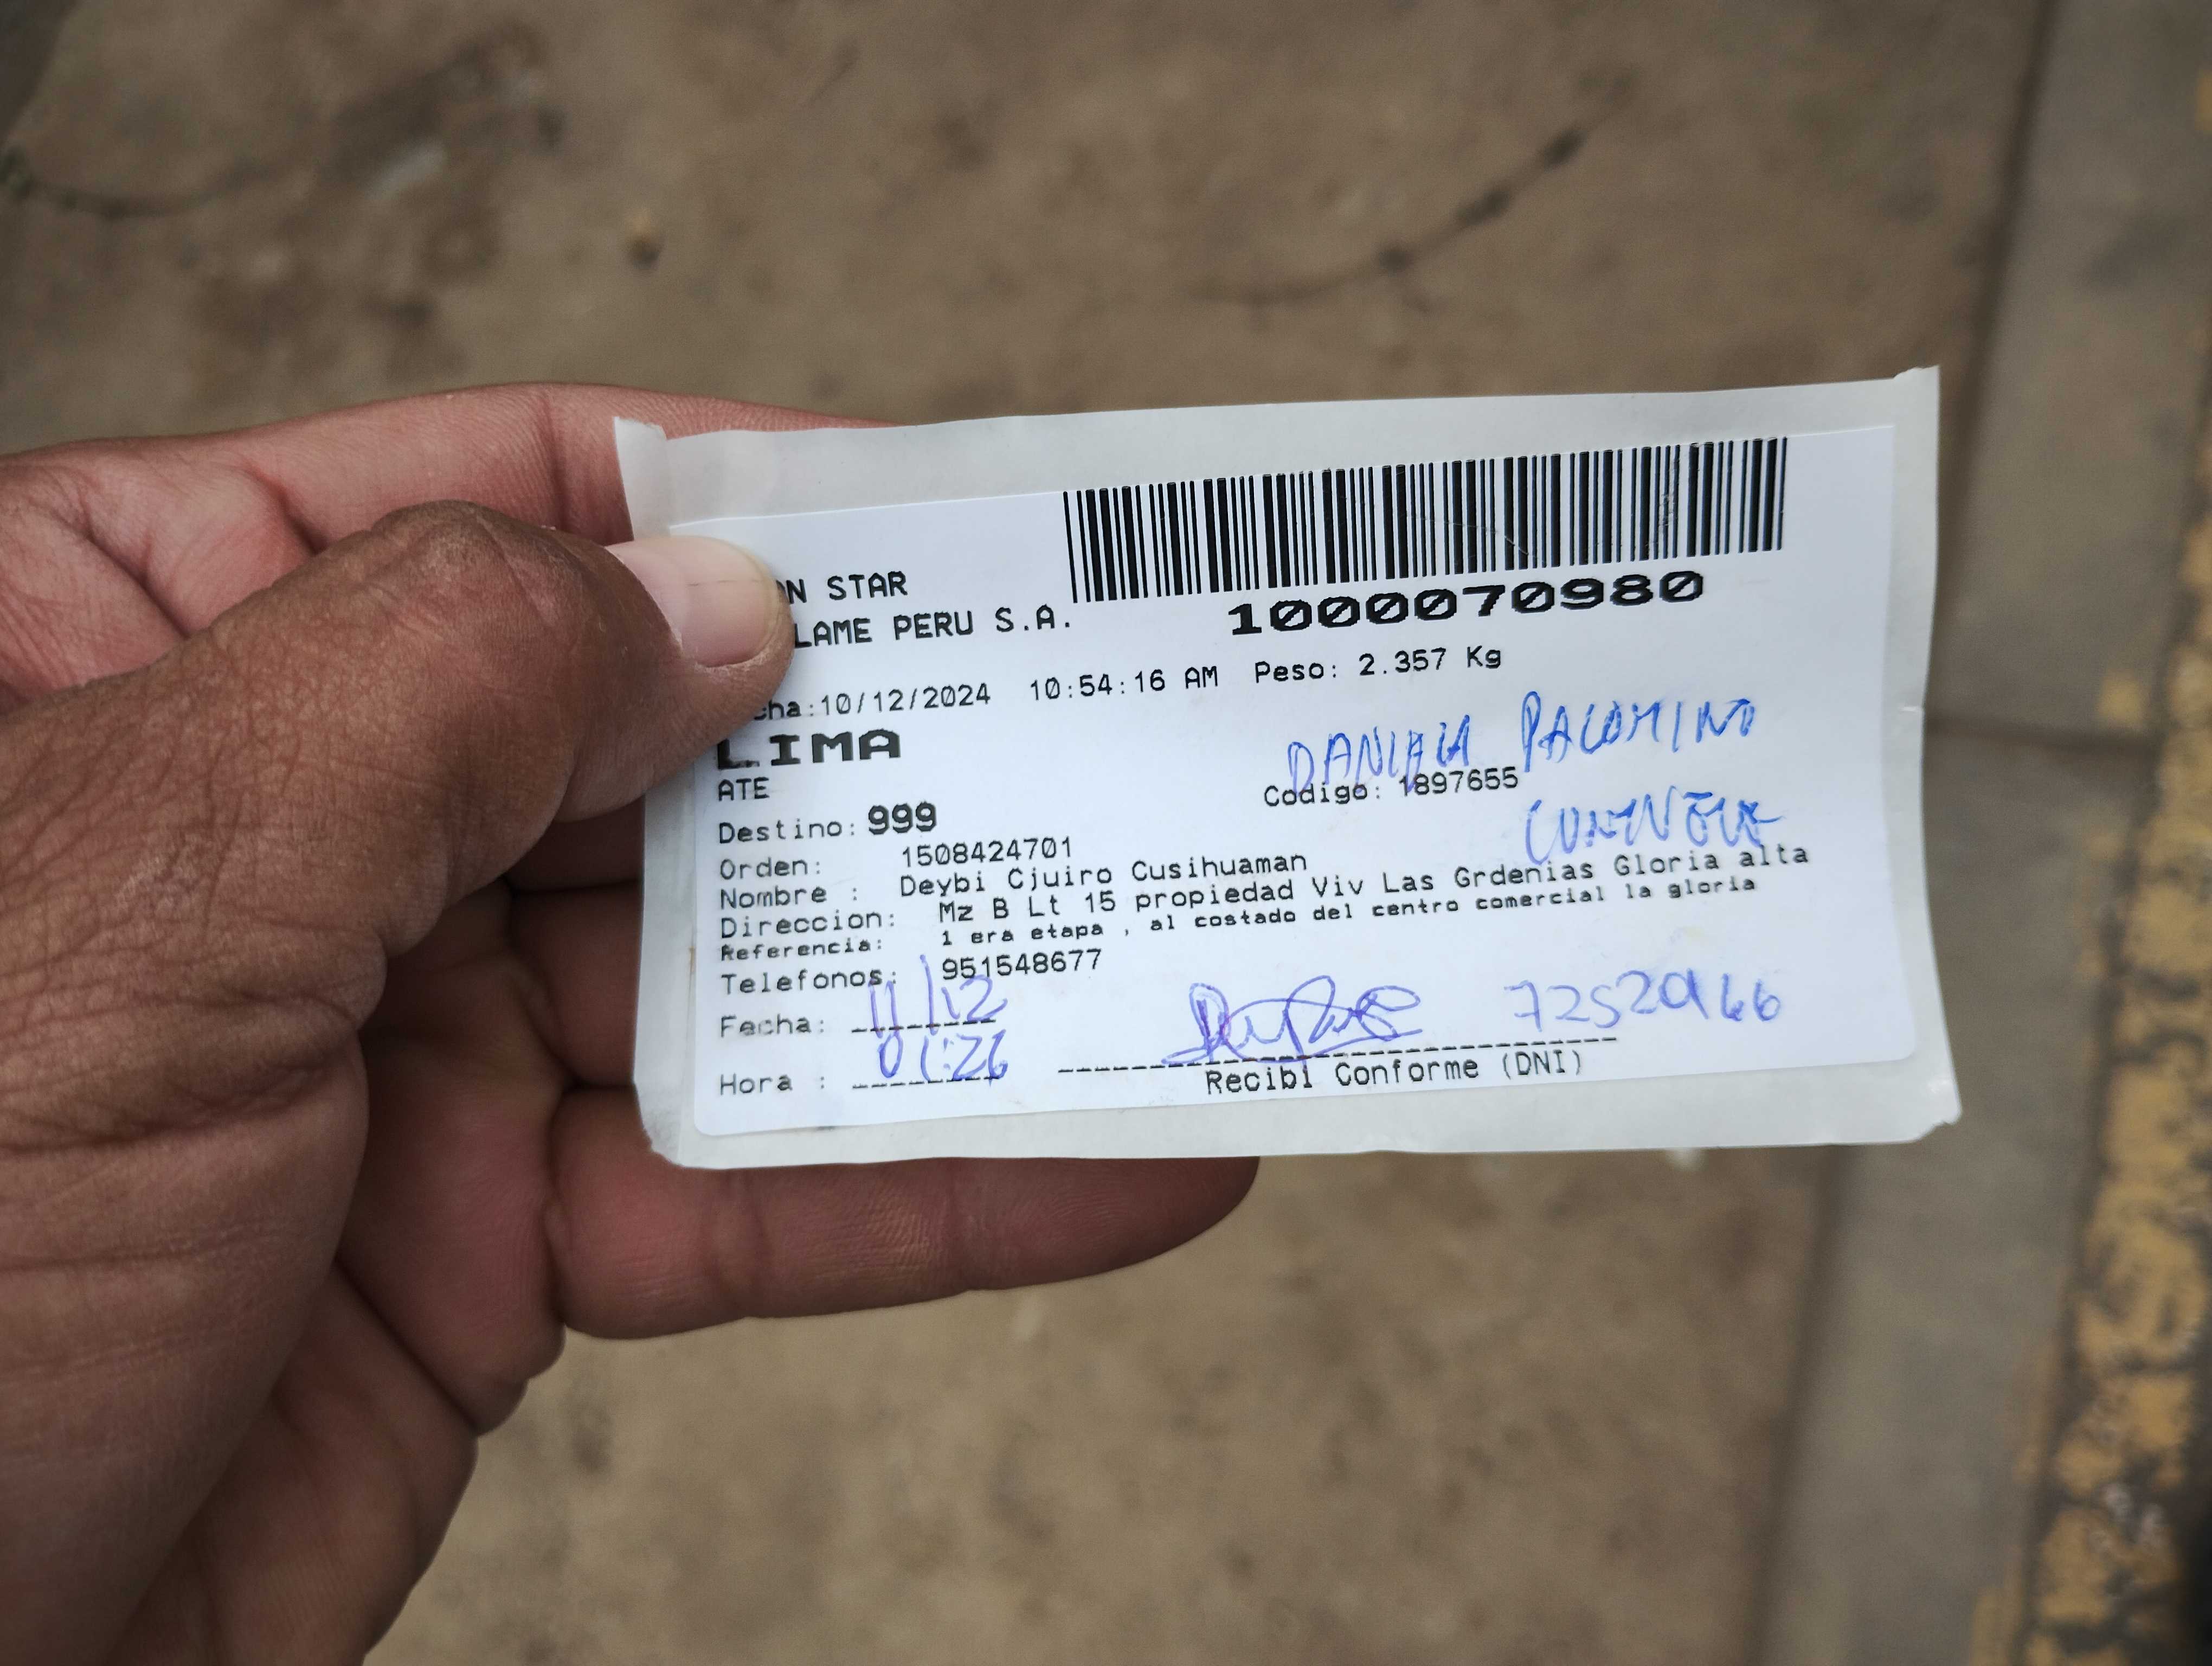 N STAR
LAME PERU S.A.
1000070980
cha:10/12/2024 10:54:16 AM Peso: 2.357 Kg
LIMA
PALOMINO
ATE
Codigo: 1897655
Destino: 999
Orden: 1508424701
Nombre : Deybi Cjuiro Cusihuaman
Direccion: Mz B Lt 15 propiedad Viv Las Grdenias Gloria alta
Referencia: 1 era etapa , al costado del centro comercial la gloria
Telefonos: 951548677
Fecha: 11/12
72529166
Hora :
Recibi Conforme (DNI)